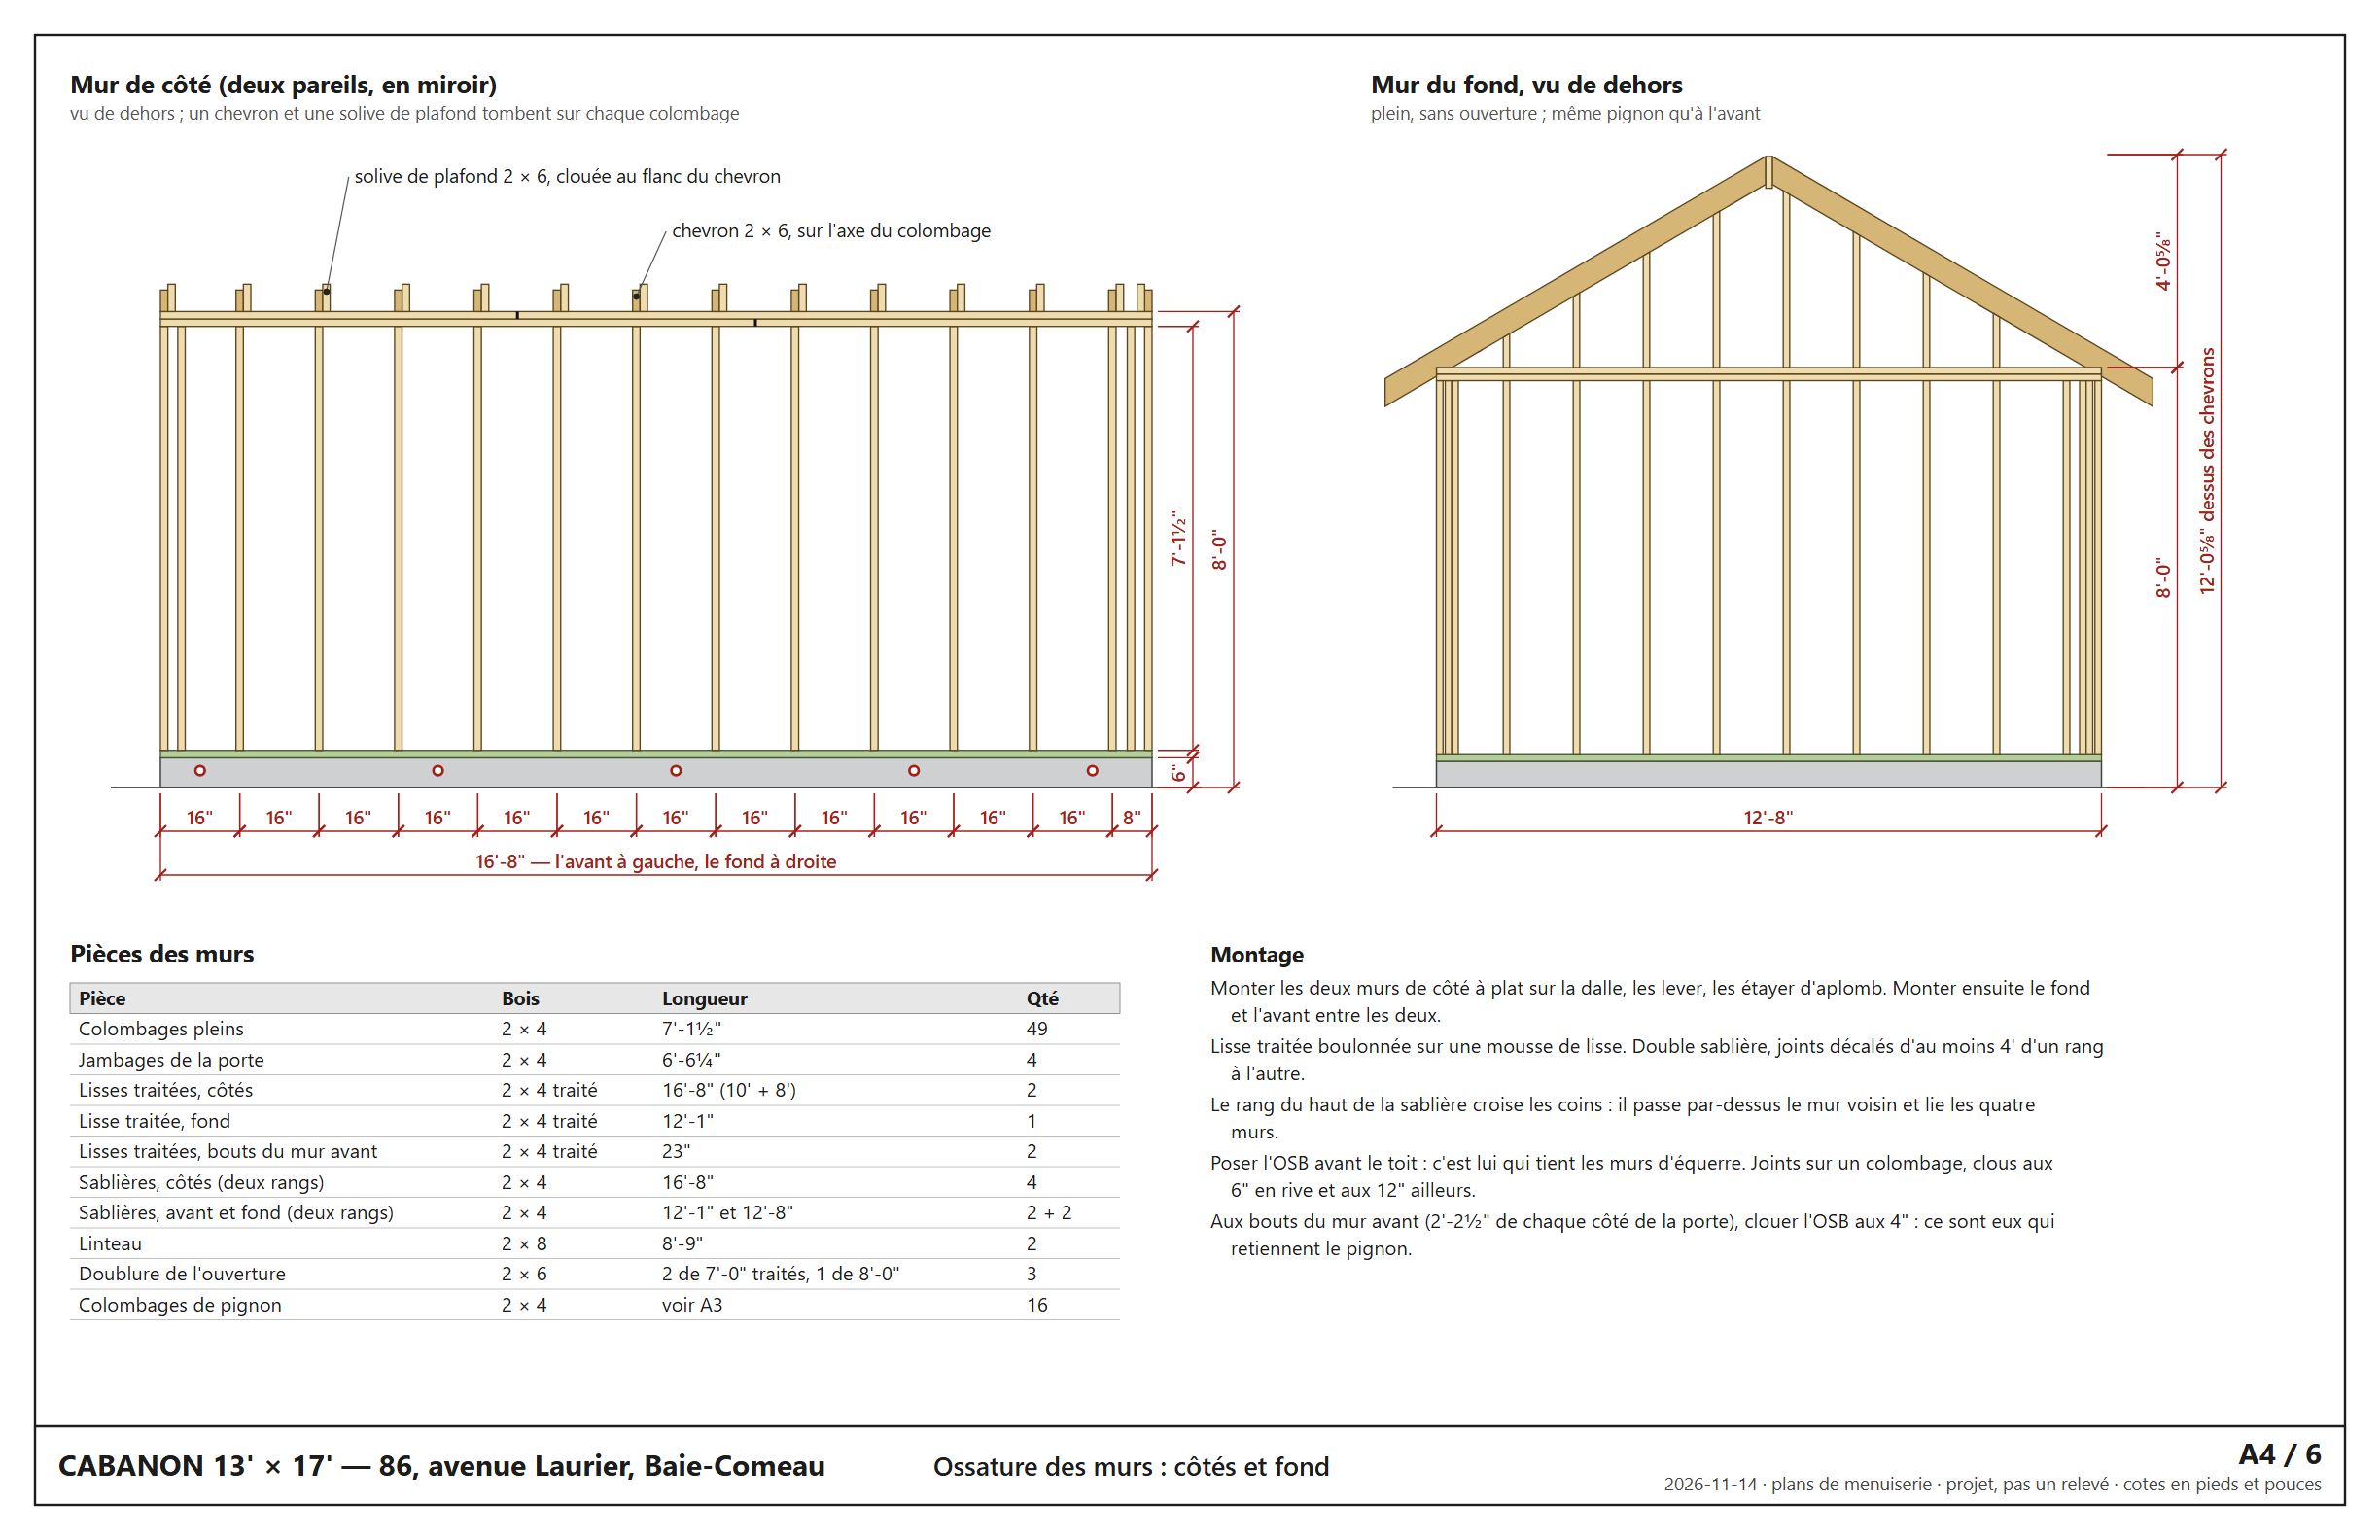 Mur de côté (deux pareils, en miroir)
vu de dehors ; un chevron et une solive de plafond tombent sur chaque colombage
solive de plafond 2 × 6, clouée au flanc du chevron
chevron 2 × 6, sur l'axe du colombage
7'-1½"
8'-0"
6"
16" 16" 16" 16" 16" 16" 16" 16" 16" 16" 16" 16" 8"
16'-8" — l'avant à gauche, le fond à droite
Mur du fond, vu de dehors
plein, sans ouverture ; même pignon qu'à l'avant
4'-0⅝"
8'-0"
12'-0⅝" dessus des chevrons
12'-8"
Pièces des murs
Pièce Bois Longueur Qté
Colombages pleins 2 × 4 7'-1½" 49
Jambages de la porte 2 × 4 6'-6¼" 4
Lisses traitées, côtés 2 × 4 traité 16'-8" (10' + 8') 2
Lisse traitée, fond 2 × 4 traité 12'-1" 1
Lisses traitées, bouts du mur avant 2 × 4 traité 23" 2
Sablières, côtés (deux rangs) 2 × 4 16'-8" 4
Sablières, avant et fond (deux rangs) 2 × 4 12'-1" et 12'-8" 2 + 2
Linteau 2 × 8 8'-9" 2
Doublure de l'ouverture 2 × 6 2 de 7'-0" traités, 1 de 8'-0" 3
Colombages de pignon 2 × 4 voir A3 16
Montage
Monter les deux murs de côté à plat sur la dalle, les lever, les étayer d'aplomb. Monter ensuite le fond
et l'avant entre les deux.
Lisse traitée boulonnée sur une mousse de lisse. Double sablière, joints décalés d'au moins 4' d'un rang
à l'autre.
Le rang du haut de la sablière croise les coins : il passe par-dessus le mur voisin et lie les quatre
murs.
Poser l'OSB avant le toit : c'est lui qui tient les murs d'équerre. Joints sur un colombage, clous aux
6" en rive et aux 12" ailleurs.
Aux bouts du mur avant (2'-2½" de chaque côté de la porte), clouer l'OSB aux 4" : ce sont eux qui
retiennent le pignon.
CABANON 13' × 17' — 86, avenue Laurier, Baie-Comeau
Ossature des murs : côtés et fond
A4 / 6
2026-11-14 · plans de menuiserie · projet, pas un relevé · cotes en pieds et pouces